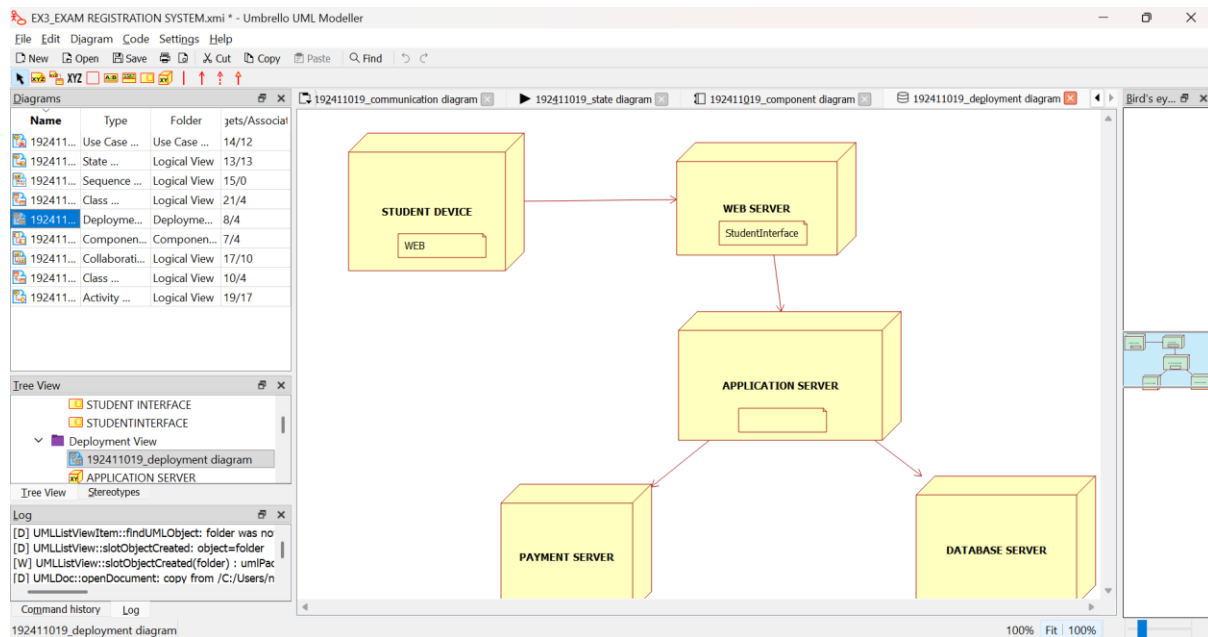 EX3_EXAM REGISTRATION SYSTEM.xmi * - Umbrello UML Modeller
File Edit Diagram Code Settings Help
New Open Save Cut Copy Paste Find
XYZ XYZ A:B XY
Diagrams
192411019_communication diagram 192411019_state diagram 192411019_component diagram 192411019_deployment diagram
Bird's ey...
Name Type Folder gets/Associat
192411... Use Case ... Use Case ... 14/12
192411... State ... Logical View 13/13
192411... Sequence ... Logical View 15/0
192411... Class ... Logical View 21/4
192411... Deployme... Deployme... 8/4
192411... Componen... Componen... 7/4
192411... Collaborati... Logical View 17/10
192411... Class ... Logical View 10/4
192411... Activity ... Logical View 19/17
STUDENT DEVICE
WEB
WEB SERVER
StudentInterface
APPLICATION SERVER
PAYMENT SERVER
DATABASE SERVER
Tree View
STUDENT INTERFACE
STUDENTINTERFACE
Deployment View
192411019_deployment diagram
APPLICATION SERVER
Tree View Stereotypes
Log
[D] UMLListViewItem::findUMLObject: folder was no
[D] UMLListView::slotObjectCreated: object=folder
[W] UMLListView::slotObjectCreated(folder) : umlPac
[D] UMLDoc::openDocument: copy from /C:/Users/n
Command history Log
192411019_deployment diagram
100% Fit 100%